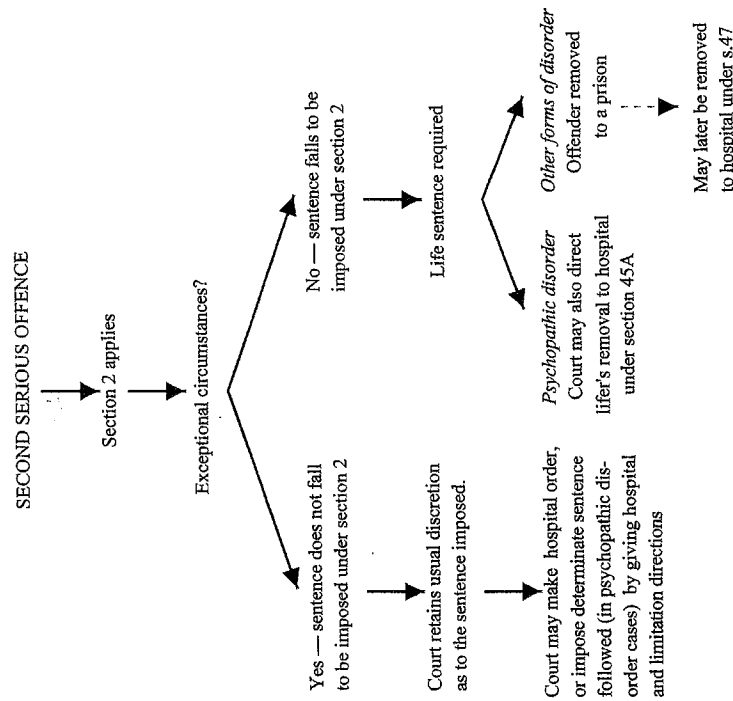 SECOND SERIOUS OFFENCE
Section 2 applies
Exceptional circumstances?
Yes — sentence does not fall
to be imposed under section 2
Court retains usual discretion
as to the sentence imposed.
Court may make hospital order,
or impose determinate sentence
followed (in psychopathic dis-
order cases) by giving hospital
and limitation directions
No — sentence falls to be
imposed under section 2
Life sentence required
Psychopathic disorder
Court may also direct
lifer's removal to hospital
under section 45A
Other forms of disorder
Offender removed
to a prison
May later be removed
to hospital under s.47